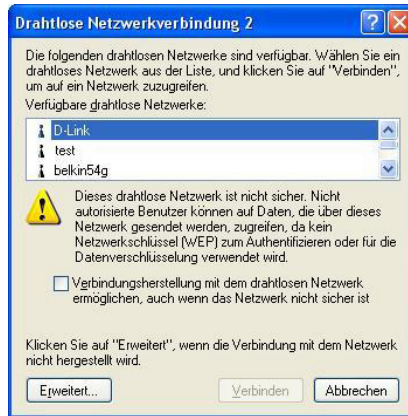 Drahtlose Netzwerkverbindung 2
Die folgenden drahtlosen Netzwerke sind verfügbar. Wählen Sie ein
drahtloses Netzwerk aus der Liste, und klicken Sie auf "Verbinden",
um auf ein Netzwerk zuzugreifen.
Verfügbare drahtlose Netzwerke:
D-Link
test
belkin54g
Dieses drahtlose Netzwerk ist nicht sicher. Nicht
autorisierte Benutzer können auf Daten, die über dieses
Netzwerk gesendet werden, zugreifen, da kein
Netzwerkschlüssel (WEP) zum Authentifizieren oder für die
Datenverschlüsselung verwendet wird.
Verbindungsherstellung mit dem drahtlosen Netzwerk
ermöglichen, auch wenn das Netzwerk nicht sicher ist
Klicken Sie auf "Erweitert", wenn die Verbindung mit dem Netzwerk
nicht hergestellt wird.
Erweitert... Verbinden Abbrechen